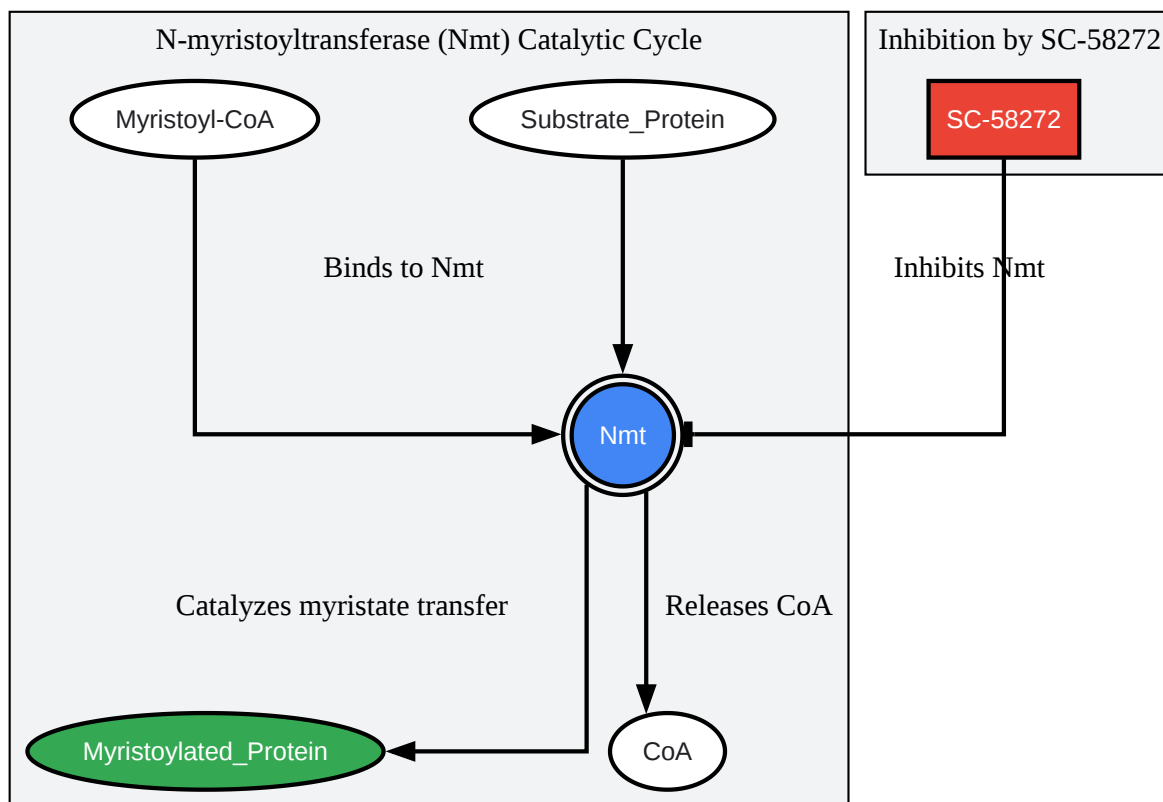 N-myristoyltransferase (Nmt) Catalytic Cycle
Inhibition by SC-58272
Myristoyl-CoA
Substrate_Protein
SC-58272
Binds to Nmt
Inhibits Nmt
Nmt
Catalyzes myristate transfer
Releases CoA
Myristoylated_Protein
CoA